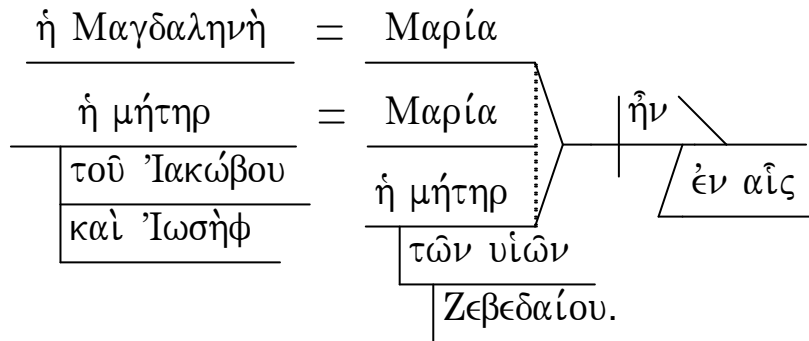 ἡ Μαγδαληνὴ = Μαρία
ἡ μήτηρ = Μαρία
ἦν
τοῦ Ἰακώβου
ἡ μήτηρ
ἐν αἷς
καὶ Ἰωσὴφ
τῶν υἱῶν
Ζεβεδαίου.